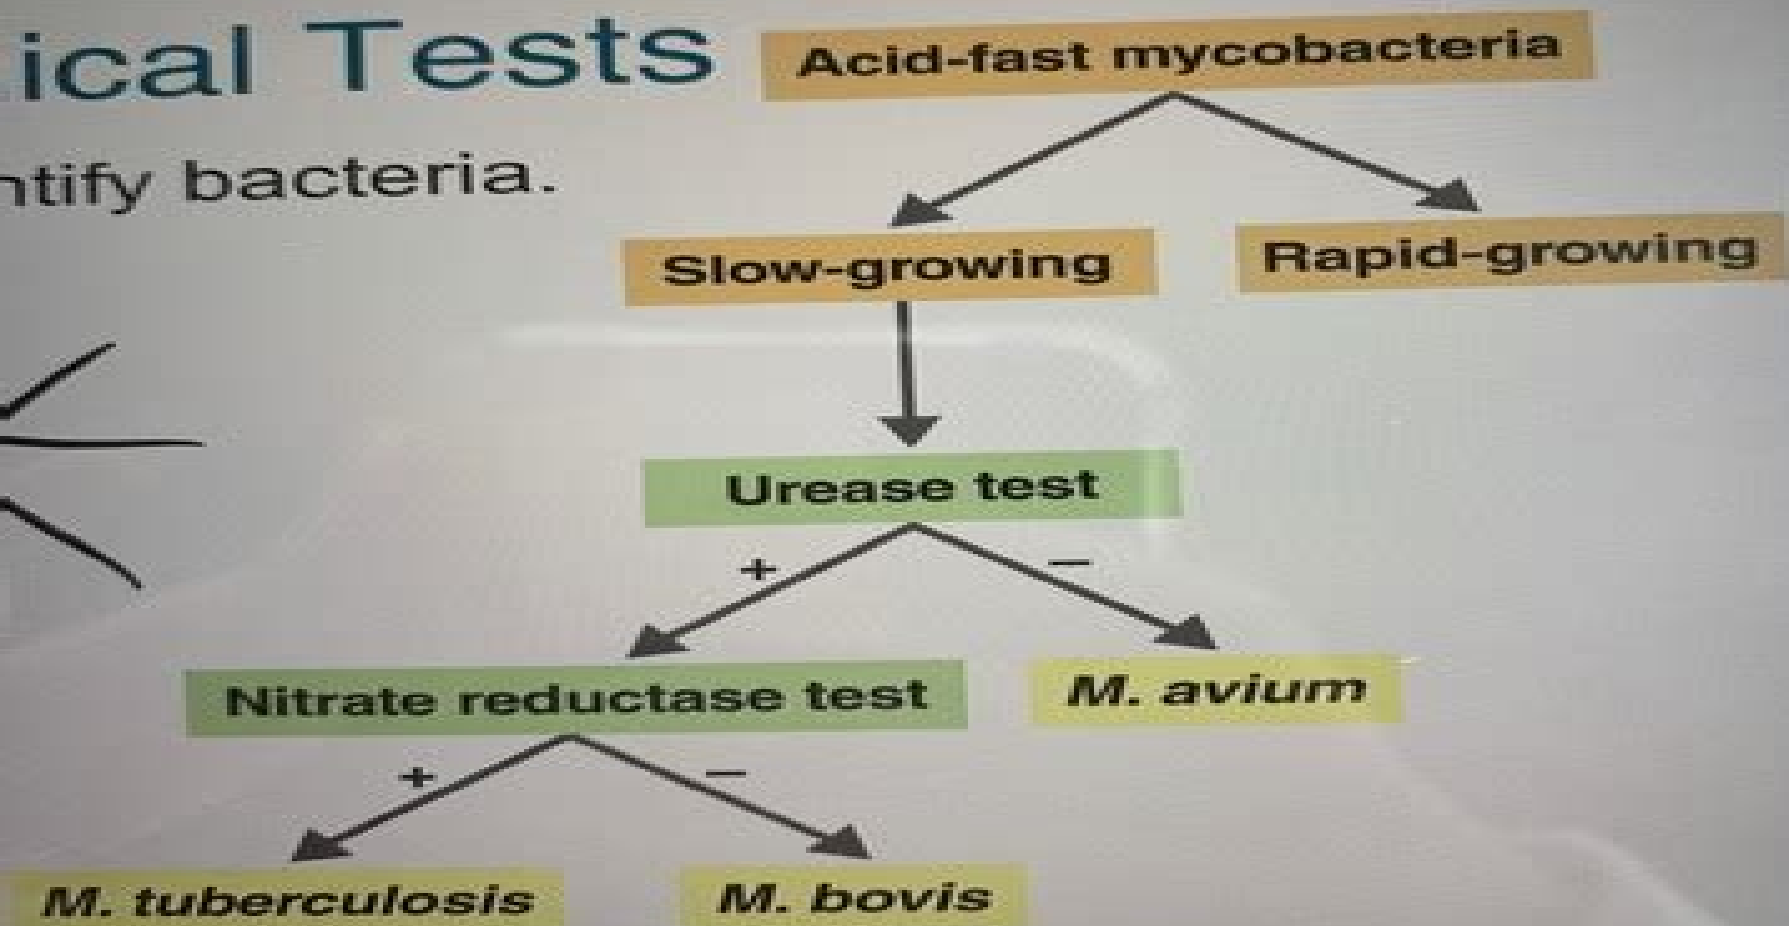 ical Tests
ntify bacteria.
Acid-fast mycobacteria
Slow-growing
Rapid-growing
Urease test
+
–
Nitrate reductase test
M. avium
+
–
M. tuberculosis
M. bovis